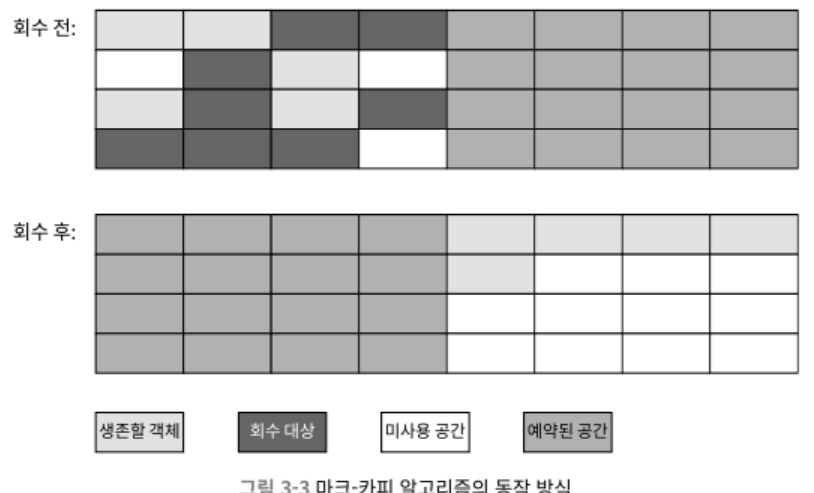 회수 전:
회수 후:
생존할 객체 회수 대상 미사용 공간 예약된 공간
그림 3-3 마크-카피 알고리즘의 동작 방식